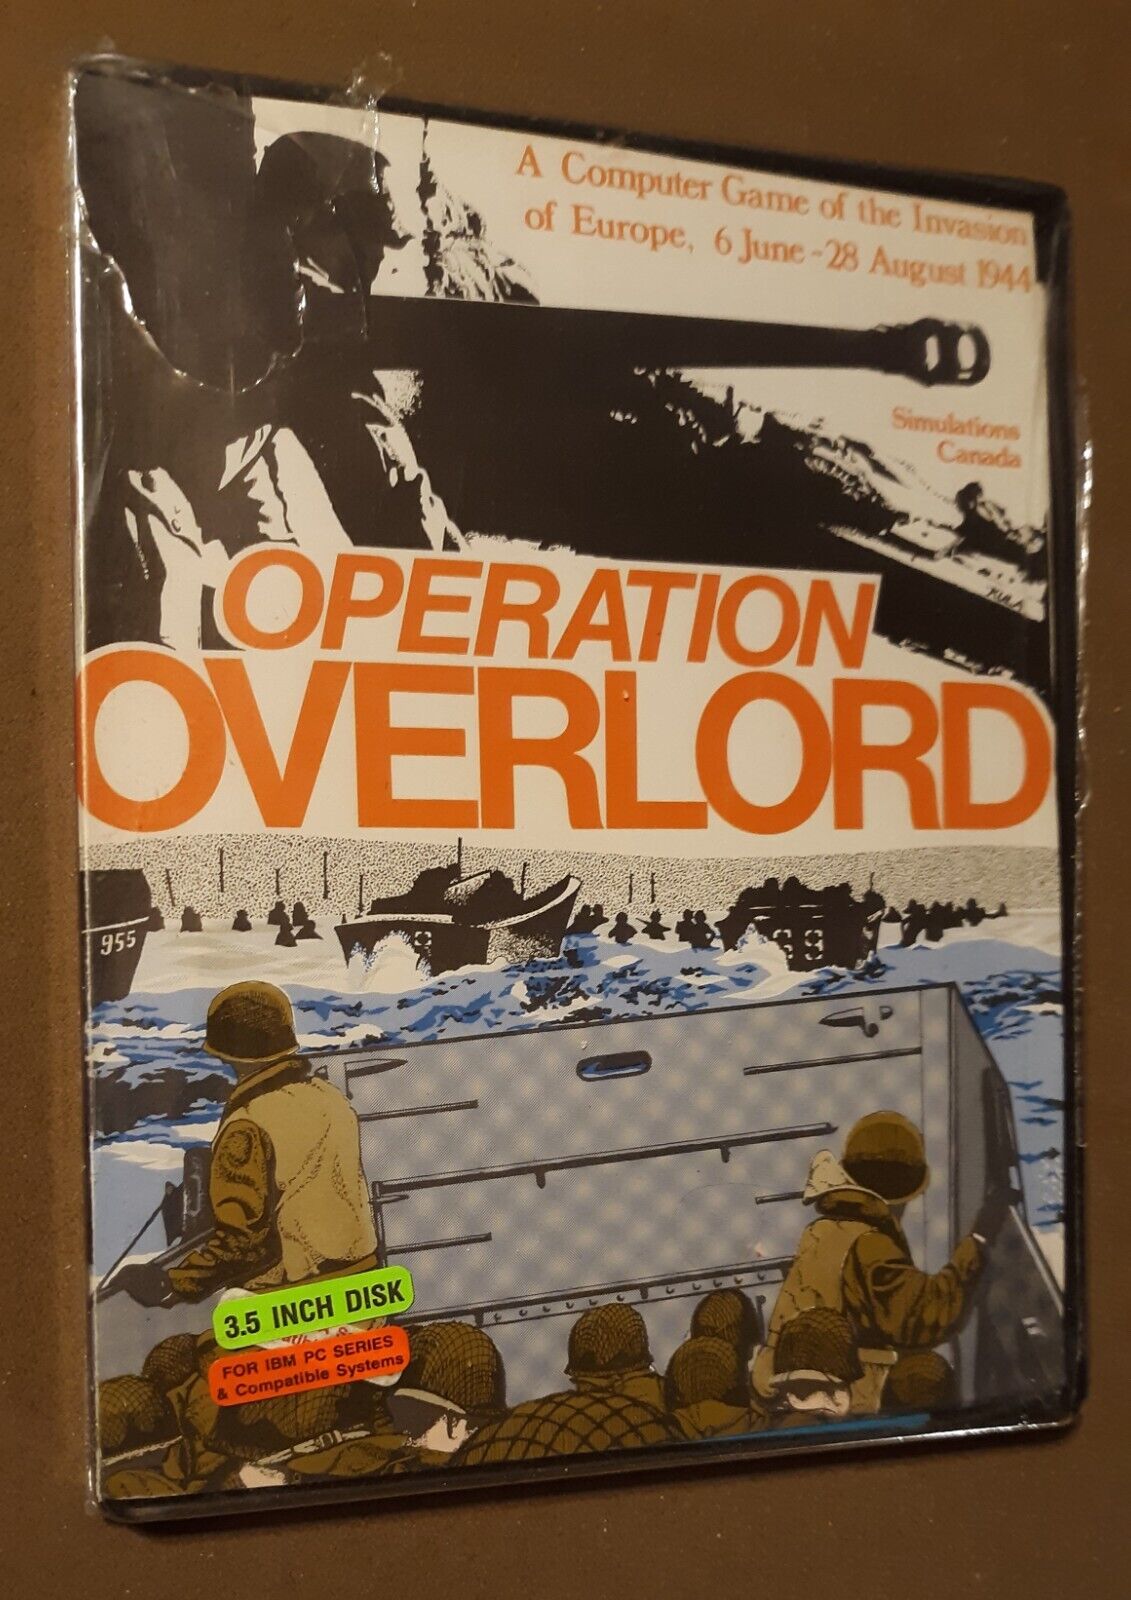 A Computer Game of the Invasion
of Europe, 6 June - 28 August 1944
Simulations
Canada
OPERATION
OVERLORD
955
3.5 INCH DISK
FOR IBM PC SERIES
& Compatible Systems